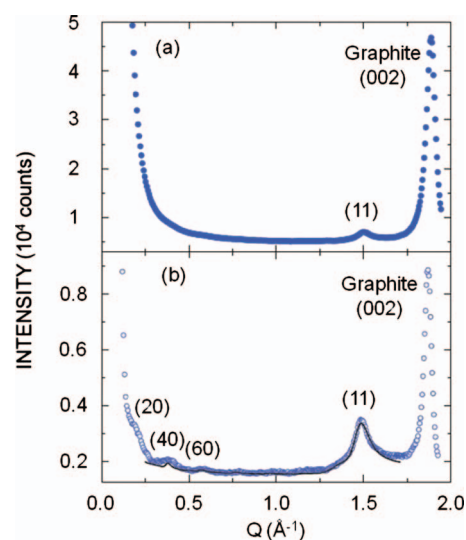 5
(a)
Graphite
(002)
4
3
2
(11)
1
INTENSITY (10⁴ counts)
(b)
Graphite
(002)
0.8
0.6
(20)
(11)
0.4
(40)
(60)
0.2
0.0 0.5 1.0 1.5 2.0
Q (Å⁻¹)